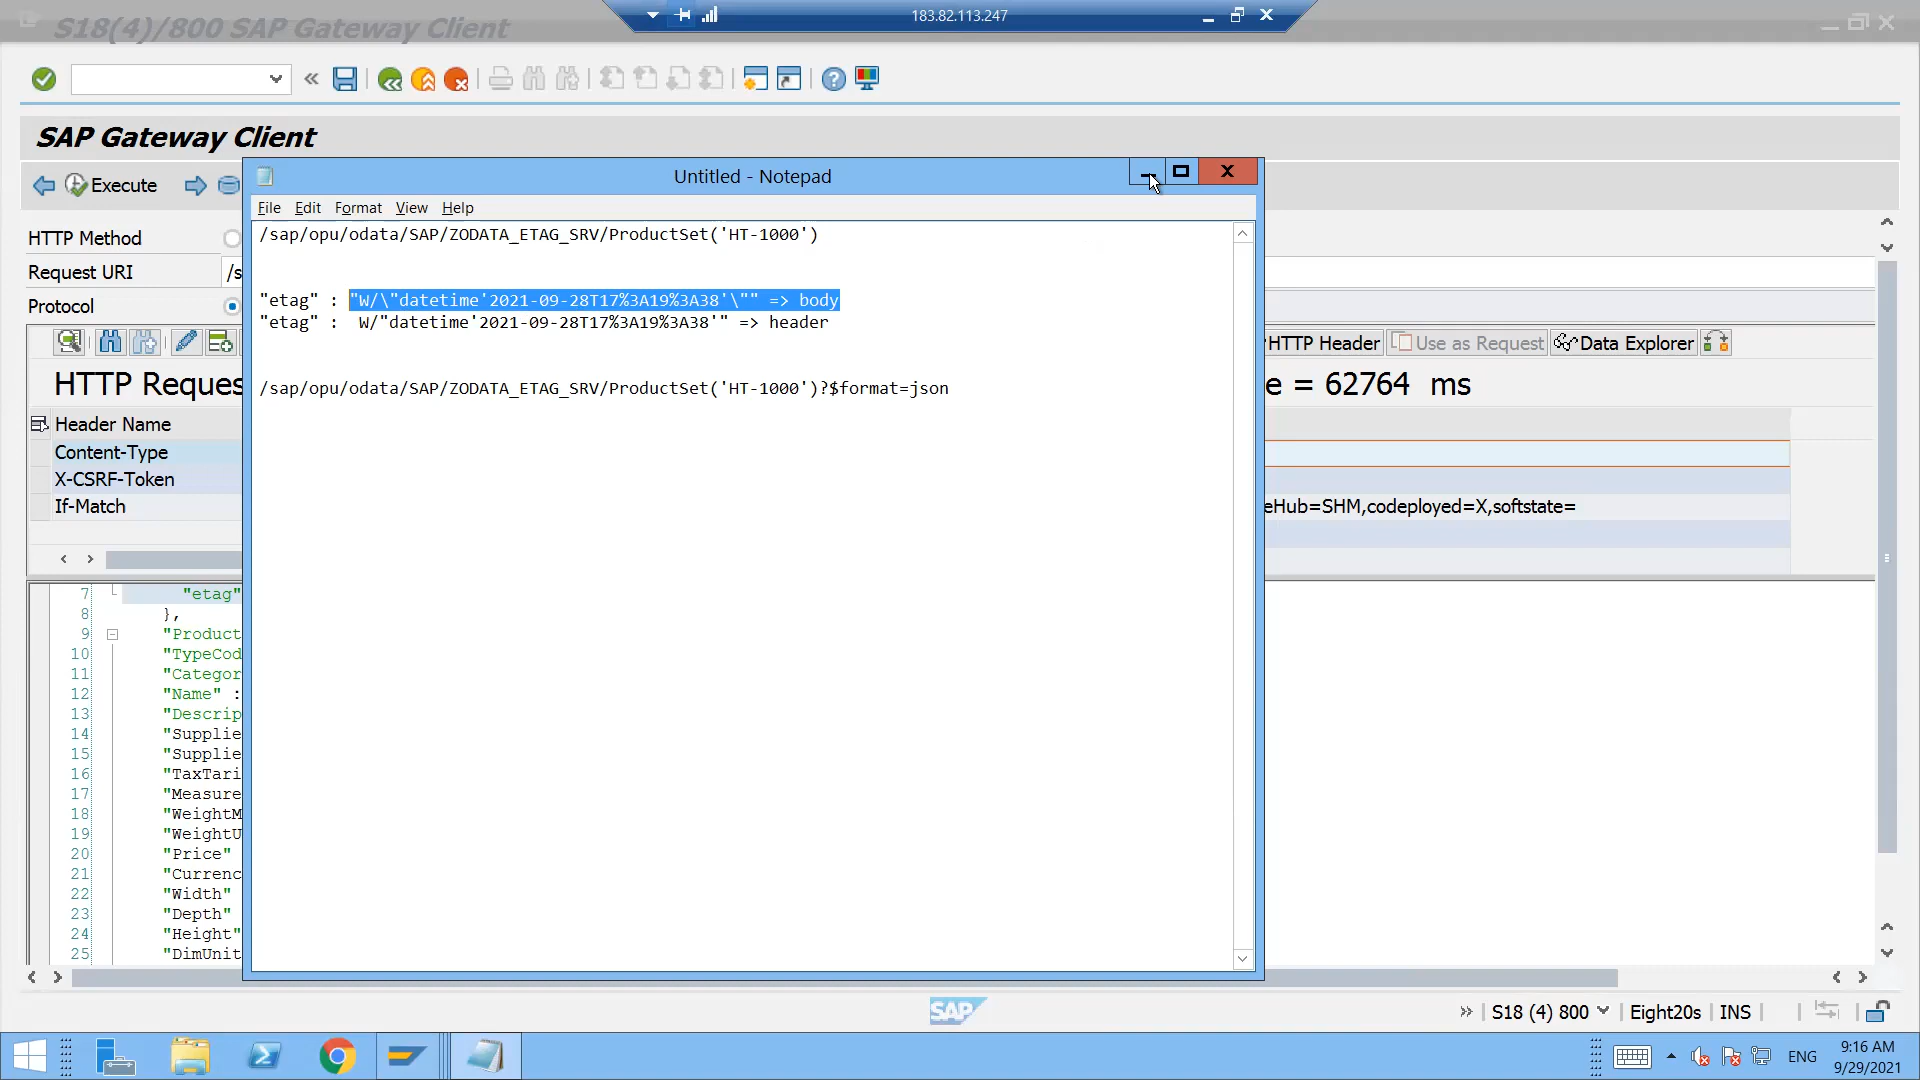 S18(4)/800 SAP Gateway Client
183.82.113.247
SAP Gateway Client
Execute
Untitled - Notepad
File Edit Format View Help
HTTP Method
Request URI
/s
Protocol
/sap/opu/odata/SAP/ZODATA_ETAG_SRV/ProductSet('HT-1000')
"etag" : "W/\"datetime'2021-09-28T17%3A19%3A38'\"" => body
"etag" :  W/"datetime'2021-09-28T17%3A19%3A38'" => header
/sap/opu/odata/SAP/ZODATA_ETAG_SRV/ProductSet('HT-1000')?$format=json
HTTP Header
Use as Request
Data Explorer
HTTP Reques
e = 62764 ms
Header Name
Content-Type
X-CSRF-Token
If-Match
eHub=SHM,codeployed=X,softstate=
7 "etag"
8 },
9 "Product
10 "TypeCod
11 "Categor
12 "Name" :
13 "Descrip
14 "Supplie
15 "Supplie
16 "TaxTari
17 "Measure
18 "WeightM
19 "WeightU
20 "Price"
21 "Currenc
22 "Width"
23 "Depth"
24 "Height"
25 "DimUnit
SAP
S18 (4) 800
Eight20s
INS
ENG
9:16 AM
9/29/2021